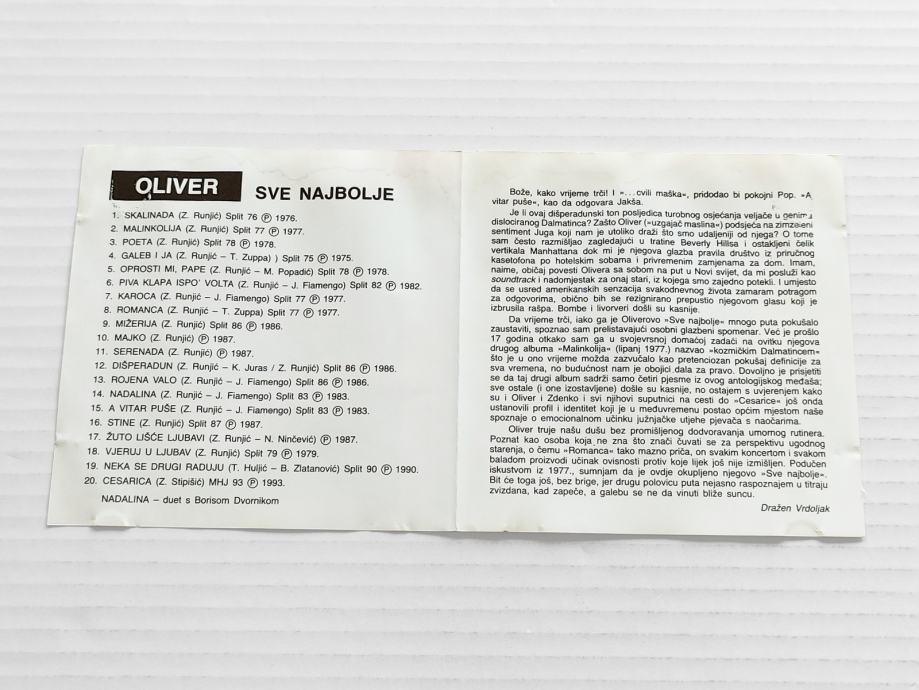 OLIVER SVE NAJBOLJE
1. SKALINADA (Z. Runjić) Split 76 ℗ 1976.
2. MALINKOLIJA (Z. Runjić) Split 77 ℗ 1977.
3. POETA (Z. Runjić) Split 78 ℗ 1978.
4. GALEB I JA (Z. Runjić – T. Zuppa) ) Split 75 ℗ 1975.
5. OPROSTI MI, PAPE (Z. Runjić – M. Popadić) Split 78 ℗ 1978.
6. PIVA KLAPA ISPO' VOLTA (Z. Runjić – J. Fiamengo) Split 82 ℗ 1982.
7. KAROCA (Z. Runjić – J. Fiamengo) Split 77 ℗ 1977.
8. ROMANCA (Z. Runjić – T. Zuppa) Split 77 ℗ 1977.
9. MIŽERIJA (Z. Runjić) Split 86 ℗ 1986.
10. MAJKO (Z. Runjić) ℗ 1987.
11. SERENADA (Z. Runjić) ℗ 1987.
12. DIŠPERADUN (Z. Runjić – K. Juras / Z. Runjić) Split 86 ℗ 1986.
13. ROJENA VALO (Z. Runjić – J. Fiamengo) Split 86 ℗ 1986.
14. NADALINA (Z. Runjić – J. Fiamengo) Split 83 ℗ 1983.
15. A VITAR PUŠE (Z. Runjić – J. Fiamengo) Split 83 ℗ 1983.
16. STINE (Z. Runjić) Split 87 ℗ 1987.
17. ŽUTO LIŠĆE LJUBAVI (Z. Runjić – N. Ninčević) ℗ 1987.
18. VJERUJ U LJUBAV (Z. Runjić) Split 79 ℗ 1979.
19. NEKA SE DRUGI RADUJU (T. Huljić – B. Zlatanović) Split 90 ℗ 1990.
20. CESARICA (Z. Stipišić) MHJ 93 ℗ 1993.
NADALINA – duet s Borisom Dvornikom
Bože, kako vrijeme trči! I »...cvili maška«, pridodao bi pokojni Pop. »A
vitar puše«, kao da odgovara Jakša.
Je li ovaj dišperadunski ton posljedica turobnog osjećanja veljače u genima
dislociranog Dalmatinca? Zašto Oliver (»uzgajač maslina«) podsjeća na zimzeleni
sentiment Juga koji nam je utoliko draži što smo udaljeniji od njega? O tome
sam često razmišljao zagledajući u tratine Beverly Hillsa i ostakljeni čelik
vertikala Manhattana dok mi je njegova glazba pravila društvo iz priručnog
kasetofona po hotelskim sobama i privremenim zamjenama za dom. Imam,
naime, običaj povesti Olivera sa sobom na put u Novi svijet, da mi posluži kao
soundtrack i nadomjestak za onaj stari, iz kojega smo zajedno potekli. I umjesto
da se usred amerikanskih senzacija svakodnevnog života zamaram potragom
za odgovorima, obično bih se rezignirano prepustio njegovom glasu koji je
izbrusila rašpa. Bombe i livorveri došli su kasnije.
Da vrijeme trči, iako ga je Oliverovo »Sve najbolje« mnogo puta pokušalo
zaustaviti, spoznao sam prelistavajući osobni glazbeni spomenar. Već je prošlo
17 godina otkako sam ga u svojevrsnoj domaćoj zadaći na ovitku njegova
drugog albuma »Malinkolija« (lipanj 1977.) nazvao »kozmičkim Dalmatincem«
što je u ono vrijeme možda zazvučalo kao pretenciozan pokušaj definicije za
sva vremena, no budućnost nam je obojici dala za pravo. Dovoljno je prisjetiti
se da taj drugi album sadrži samo četiri pjesme iz ovog antologijskog međaša;
sve ostale (i one izostavljene) došle su kasnije, no ostajem s uvjerenjem kako
su i Oliver i Zdenko i svi njihovi suputnici na cesti do »Cesarice« još onda
ustanovili profil i identitet koji je u međuvremenu postao općim mjestom naše
spoznaje o emocionalnom učinku južnjačke utjehe pjevača s naočarima.
Oliver truje našu dušu bez promišljenog dodvoravanja umornog rutinera.
Poznat kao osoba koja ne zna što znači čuvati se za perspektivu ugodnog
starenja, o čemu »Romanca« tako mazno priča, on svakim koncertom i svakom
baladom proizvodi učinak ovisnosti protiv koje lijek još nije izmišljen. Podučen
iskustvom iz 1977., sumnjam da je ovdje okupljeno njegovo »Sve najbolje«.
Bit će toga još, bez brige, jer drugu polovicu puta nejasno raspoznajem u titraju
zvizdana, kad zapeče, a galebu se ne da vinuti bliže suncu.
Dražen Vrdoljak